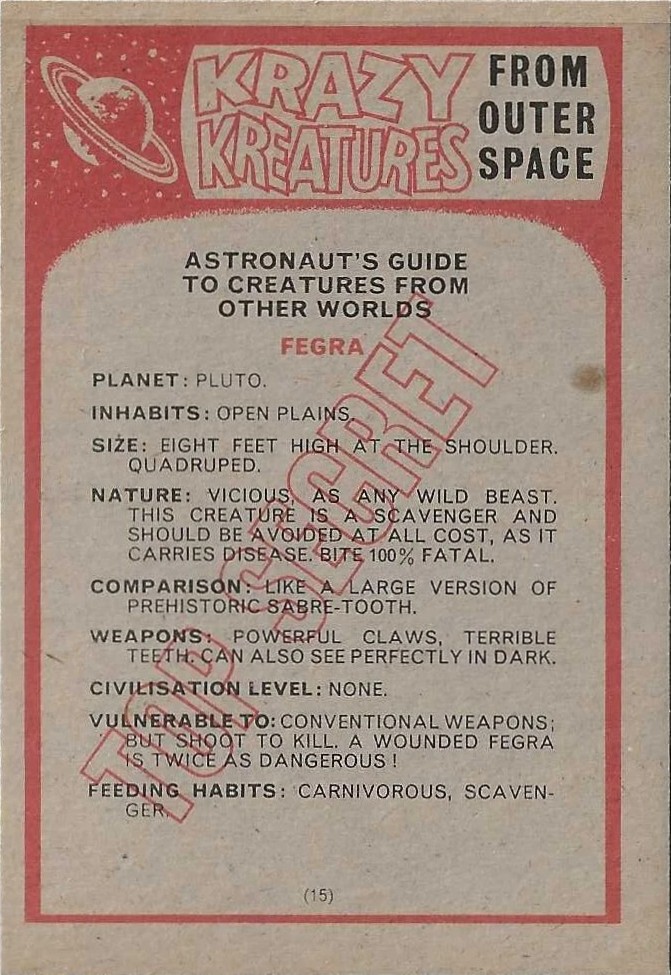 KRAZY
KREATURES
FROM
OUTER
SPACE
ASTRONAUT'S GUIDE
TO CREATURES FROM
OTHER WORLDS
FEGRA
PLANET: PLUTO.
INHABITS: OPEN PLAINS.
SIZE: EIGHT FEET HIGH AT THE SHOULDER.
QUADRUPED.
NATURE: VICIOUS, AS ANY WILD BEAST.
THIS CREATURE IS A SCAVENGER AND
SHOULD BE AVOIDED AT ALL COST, AS IT
CARRIES DISEASE. BITE 100% FATAL.
COMPARISON: LIKE A LARGE VERSION OF
PREHISTORIC SABRE-TOOTH.
WEAPONS: POWERFUL CLAWS, TERRIBLE
TEETH. CAN ALSO SEE PERFECTLY IN DARK.
CIVILISATION LEVEL: NONE.
VULNERABLE TO: CONVENTIONAL WEAPONS;
BUT SHOOT TO KILL. A WOUNDED FEGRA
IS TWICE AS DANGEROUS !
FEEDING HABITS: CARNIVOROUS, SCAVEN-
GER.
TOP SECRET
(15)